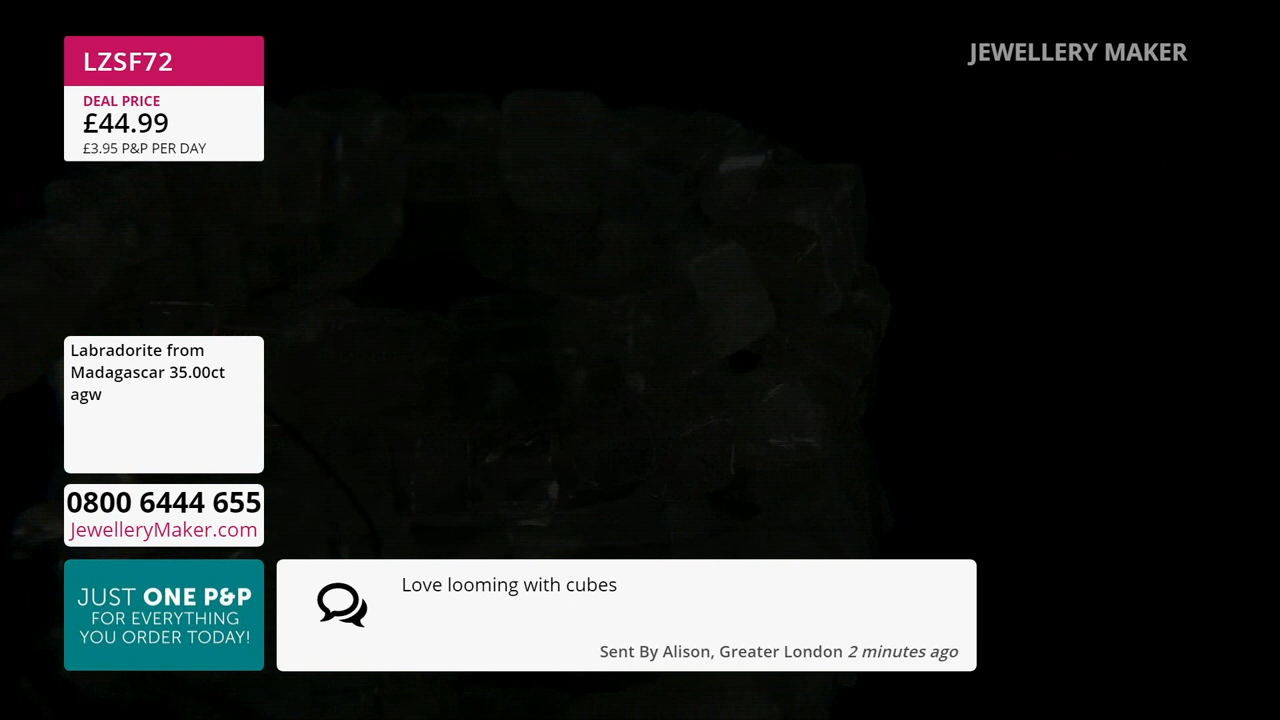 LZSF72
JEWELLERY MAKER
DEAL PRICE
£44.99
£3.95 P&P PER DAY
Labradorite from
Madagascar 35.00ct
agw
0800 6444 655
JewelleryMaker.com
JUST ONE P&P
FOR EVERYTHING
YOU ORDER TODAY!
Love looming with cubes
Sent By Alison, Greater London 2 minutes ago